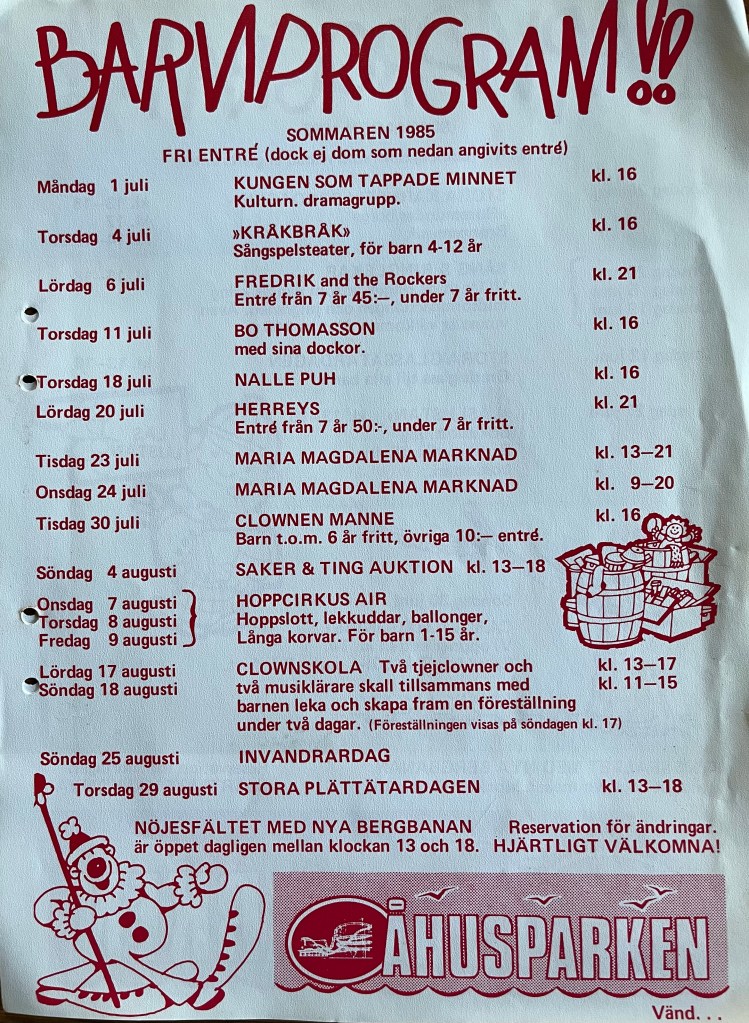 BARNPROGRAM!!
SOMMAREN 1985
FRI ENTRÉ (dock ej dom som nedan angivits entré)
Måndag 1 juli KUNGEN SOM TAPPADE MINNET kl. 16
Kulturn. dramagrupp.
Torsdag 4 juli »KRÅKBRÅK» kl. 16
Sångspelsteater, för barn 4-12 år
Lördag 6 juli FREDRIK and the Rockers kl. 21
Entré från 7 år 45:—, under 7 år fritt.
Torsdag 11 juli BO THOMASSON kl. 16
med sina dockor.
Torsdag 18 juli NALLE PUH kl. 16
Lördag 20 juli HERREYS kl. 21
Entré från 7 år 50:-, under 7 år fritt.
Tisdag 23 juli MARIA MAGDALENA MARKNAD kl. 13—21
Onsdag 24 juli MARIA MAGDALENA MARKNAD kl. 9—20
Tisdag 30 juli CLOWNEN MANNE kl. 16
Barn t.o.m. 6 år fritt, övriga 10:— entré.
Söndag 4 augusti SAKER & TING AUKTION kl. 13—18
Onsdag 7 augusti HOPPCIRKUS AIR
Torsdag 8 augusti Hoppslott, lekkuddar, ballonger,
Fredag 9 augusti Långa korvar. För barn 1-15 år.
Lördag 17 augusti CLOWNSKOLA Två tjejclowner och kl. 13—17
Söndag 18 augusti två musiklärare skall tillsammans med kl. 11—15
barnen leka och skapa fram en föreställning
under två dagar. (Föreställningen visas på söndagen kl. 17)
Söndag 25 augusti INVANDRARDAG
Torsdag 29 augusti STORA PLÄTTÄTARDAGEN kl. 13—18
NÖJESFÄLTET MED NYA BERGBANAN Reservation för ändringar.
är öppet dagligen mellan klockan 13 och 18. HJÄRTLIGT VÄLKOMNA!
ÅHUSPARKEN
Vänd...